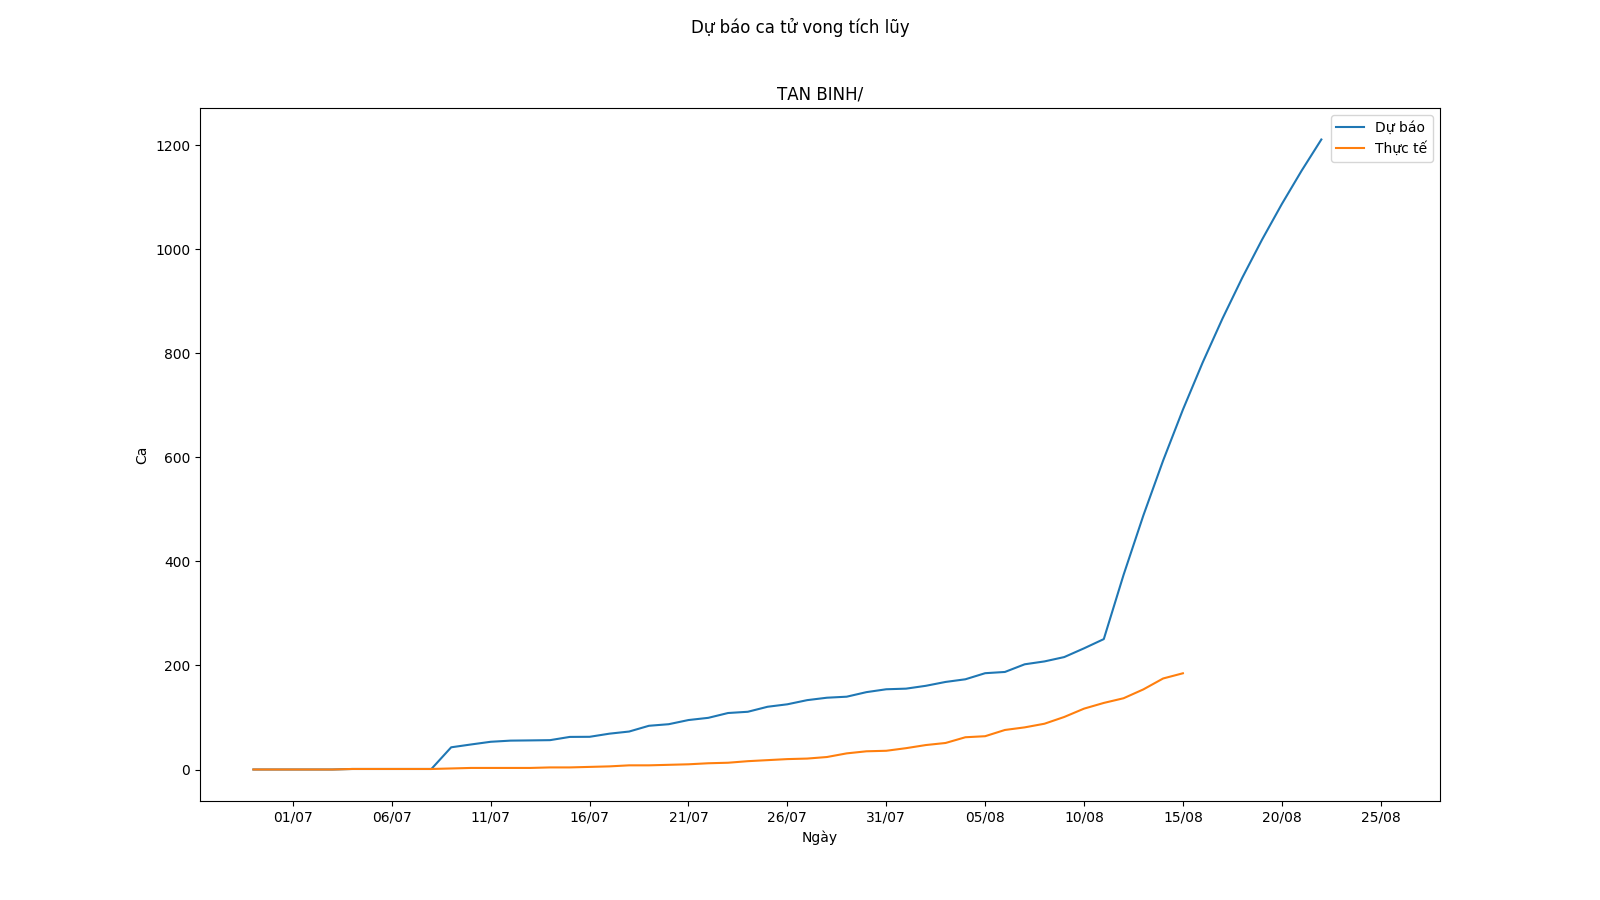 Dự báo ca tử vong tích lũy
TAN BINH/
Dự báo
Thực tế
1200
1000
800
600
400
200
0
Ca
01/07 06/07 11/07 16/07 21/07 26/07 31/07 05/08 10/08 15/08 20/08 25/08
Ngày